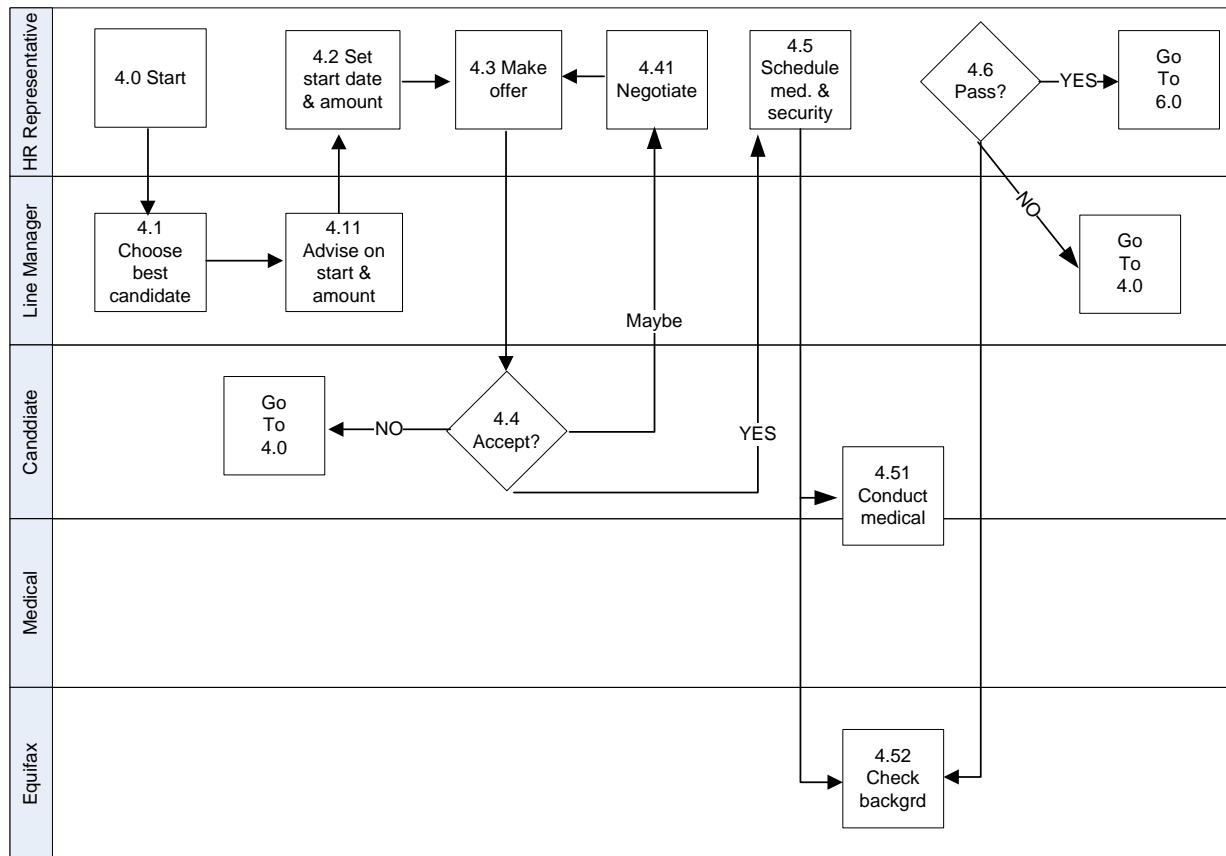 HR Representative
4.0 Start
4.2 Set
start date
& amount
4.3 Make
offer
4.41
Negotiate
4.5
Schedule
med. &
security
4.6
Pass?
YES
Go
To
6.0
NO
Line Manager
4.1
Choose
best
candidate
4.11
Advise on
start &
amount
Maybe
Go
To
4.0
Canddiate
Go
To
4.0
NO
4.4
Accept?
YES
4.51
Conduct
medical
Medical
Equifax
4.52
Check
backgrd